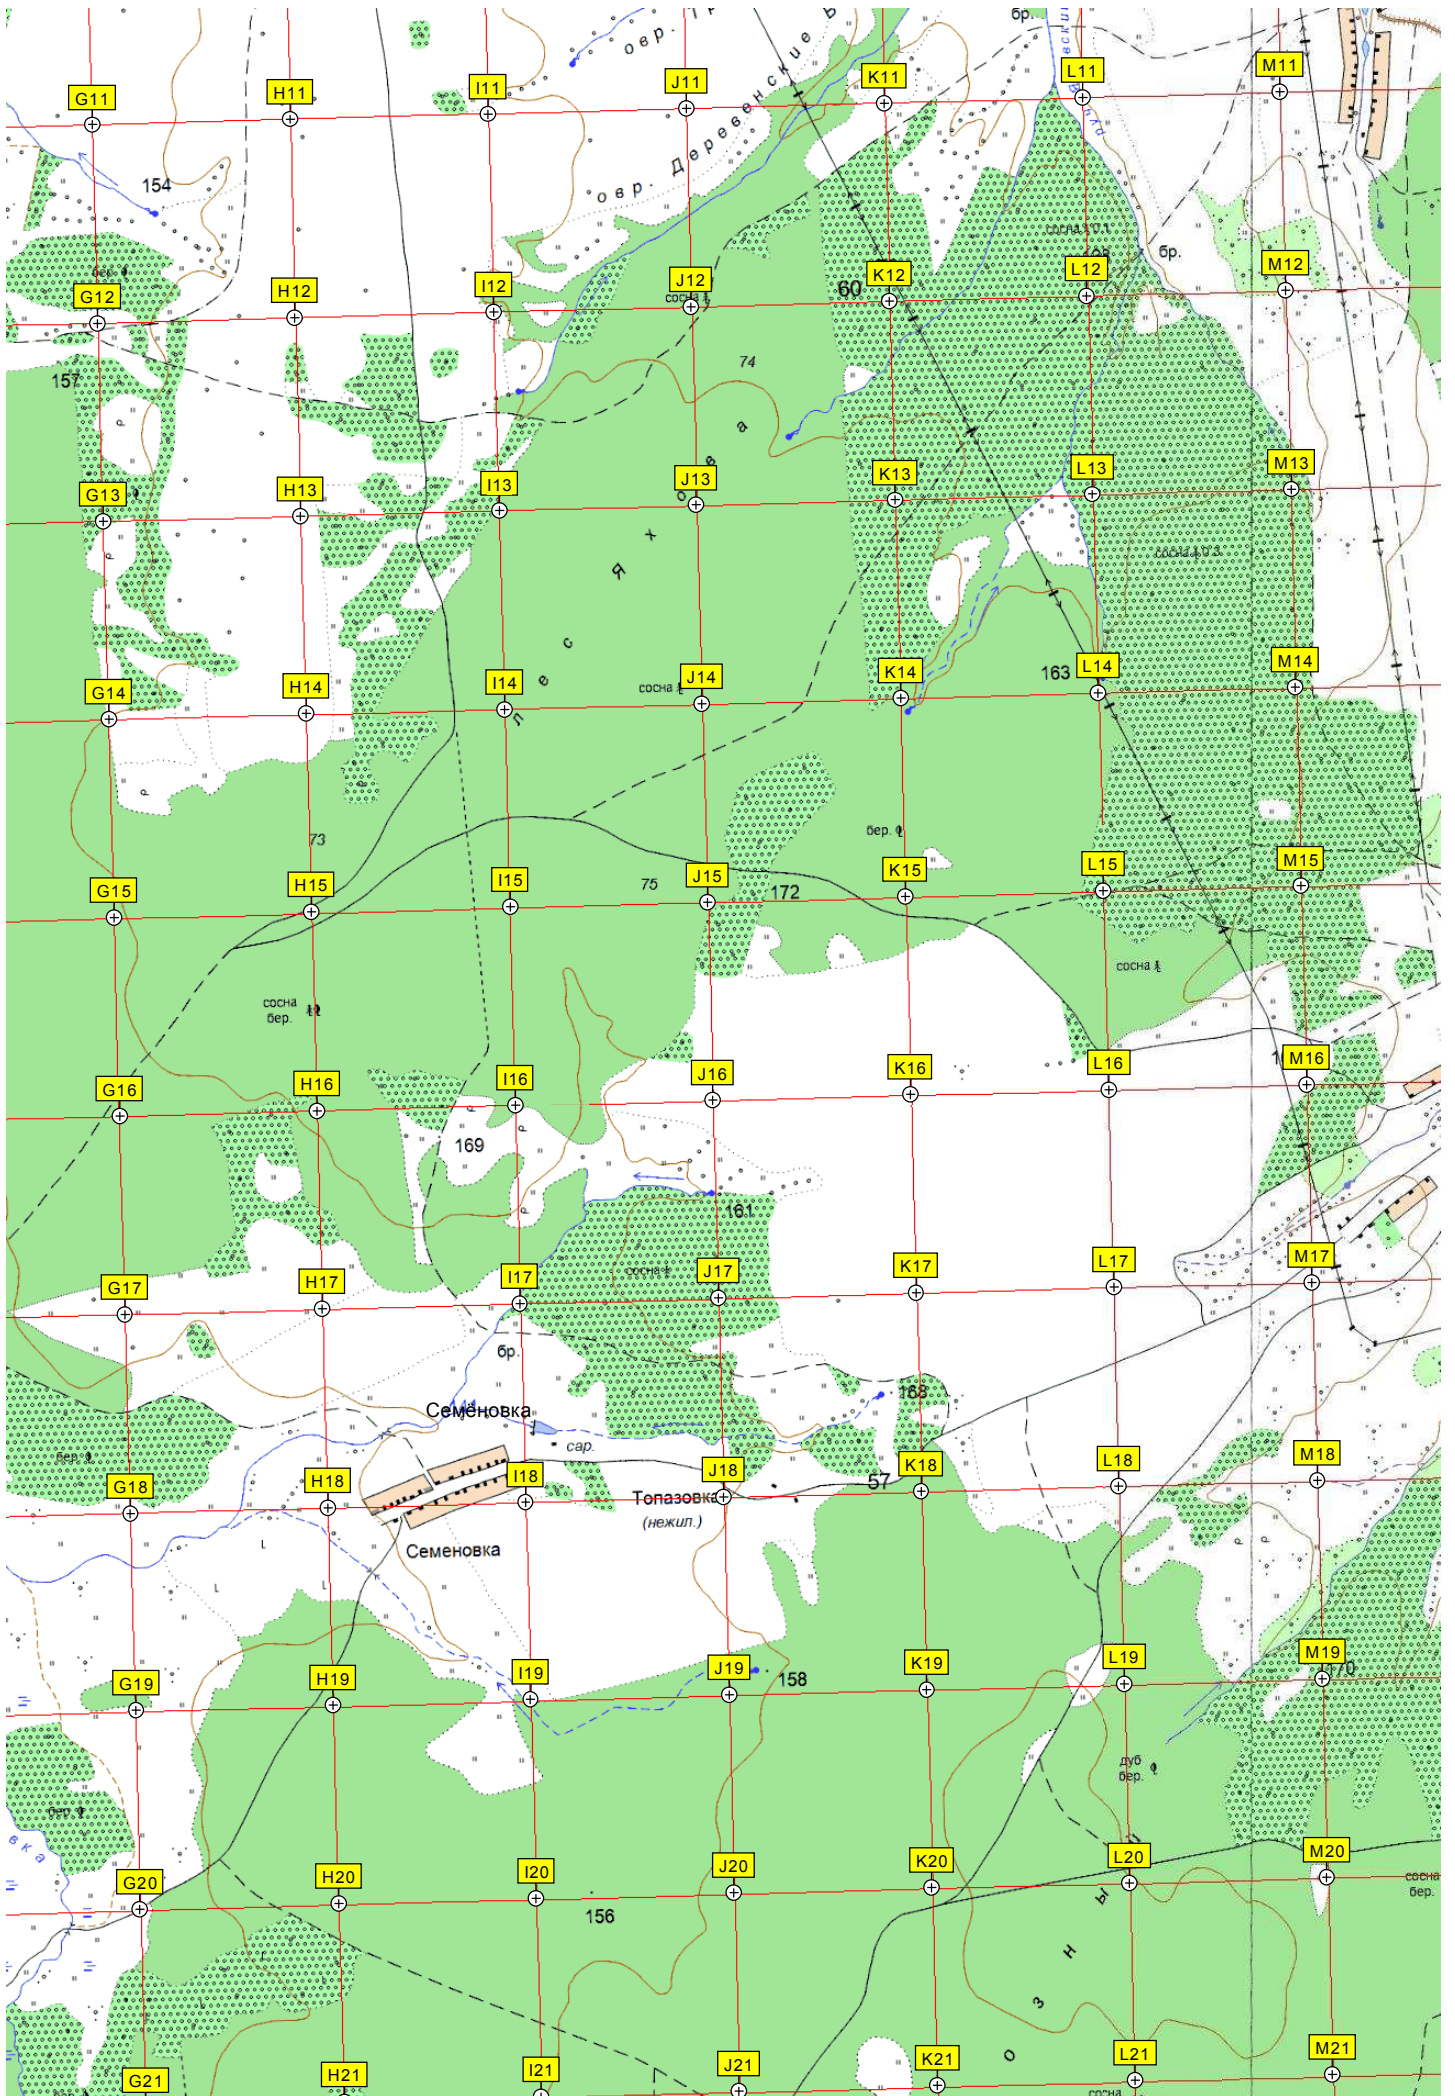 бр.
овр.
овр. Деревенские
G11 H11 I11 J11 K11 L11 M11
154
бер.
бр.
G12 H12 I12 J12 K12 L12 M12
сосна
60
157
74
G13 H13 I13 J13 K13 L13 M13
лес Яхова
163
G14 H14 I14 J14 K14 L14 M14
сосна
73
бер.
75
172
G15 H15 I15 J15 K15 L15 M15
сосна
сосна
бер.
G16 H16 I16 J16 K16 L16 M16
169
161
сосна
G17 H17 I17 J17 K17 L17 M17
бр.
168
Семёновка
сар.
бер.
57
G18 H18 I18 J18 K18 L18 M18
Топазовка
(нежил.)
Семеновка
G19 H19 I19 J19 K19 L19 M19
158
дуб
бер.
бер.
вка
G20 H20 I20 J20 K20 L20 M20
сосна
бер.
156
G21 H21 I21 J21 K21 L21 M21
сосна